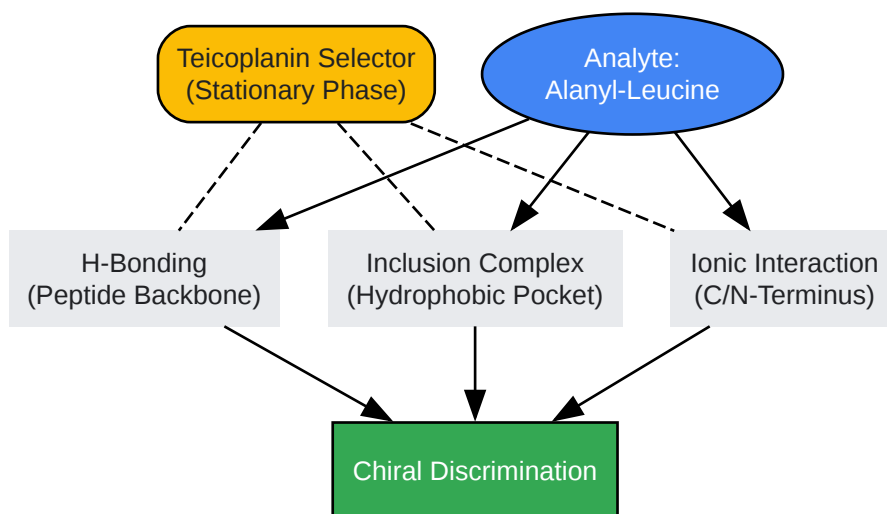 Teicoplanin Selector
(Stationary Phase)
Analyte:
Alanyl-Leucine
H-Bonding
(Peptide Backbone)
Inclusion Complex
(Hydrophobic Pocket)
Ionic Interaction
(C/N-Terminus)
Chiral Discrimination